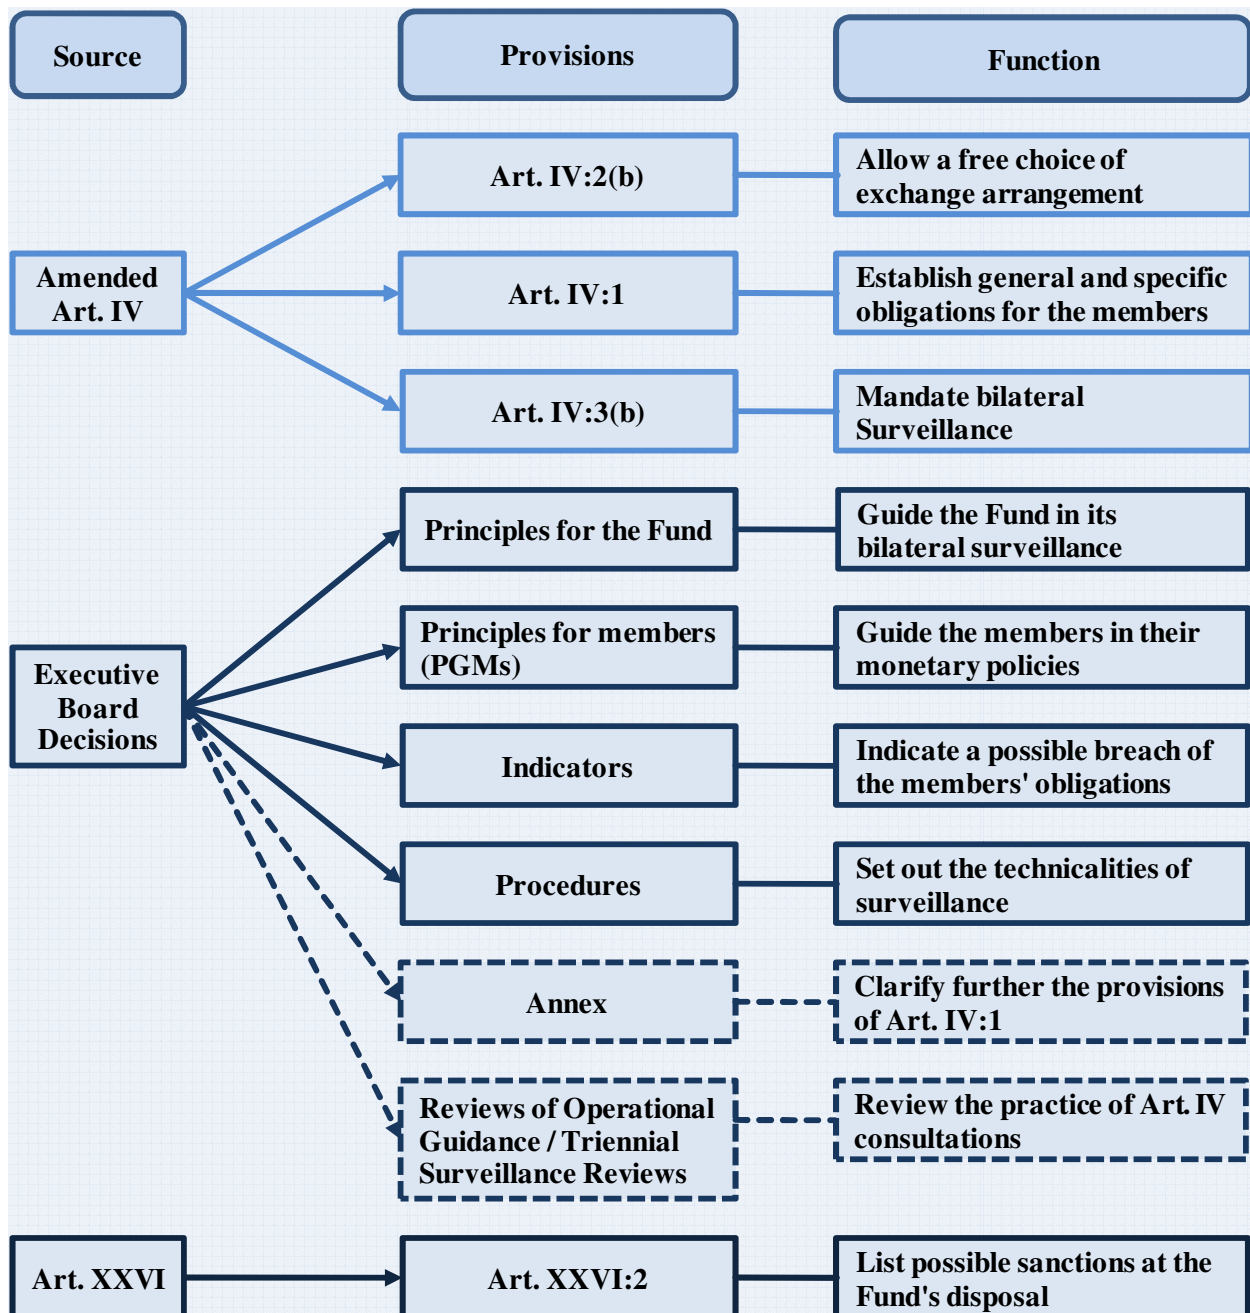 Source
Provisions
Function
Amended
Art. IV
Art. IV:2(b)
Allow a free choice of
exchange arrangement
Art. IV:1
Establish general and specific
obligations for the members
Art. IV:3(b)
Mandate bilateral
Surveillance
Executive
Board
Decisions
Principles for the Fund
Guide the Fund in its
bilateral surveillance
Principles for members
(PGMs)
Guide the members in their
monetary policies
Indicators
Indicate a possible breach of
the members' obligations
Procedures
Set out the technicalities of
surveillance
Annex
Clarify further the provisions
of Art. IV:1
Reviews of Operational
Guidance / Triennial
Surveillance Reviews
Review the practice of Art. IV
consultations
Art. XXVI
Art. XXVI:2
List possible sanctions at the
Fund's disposal